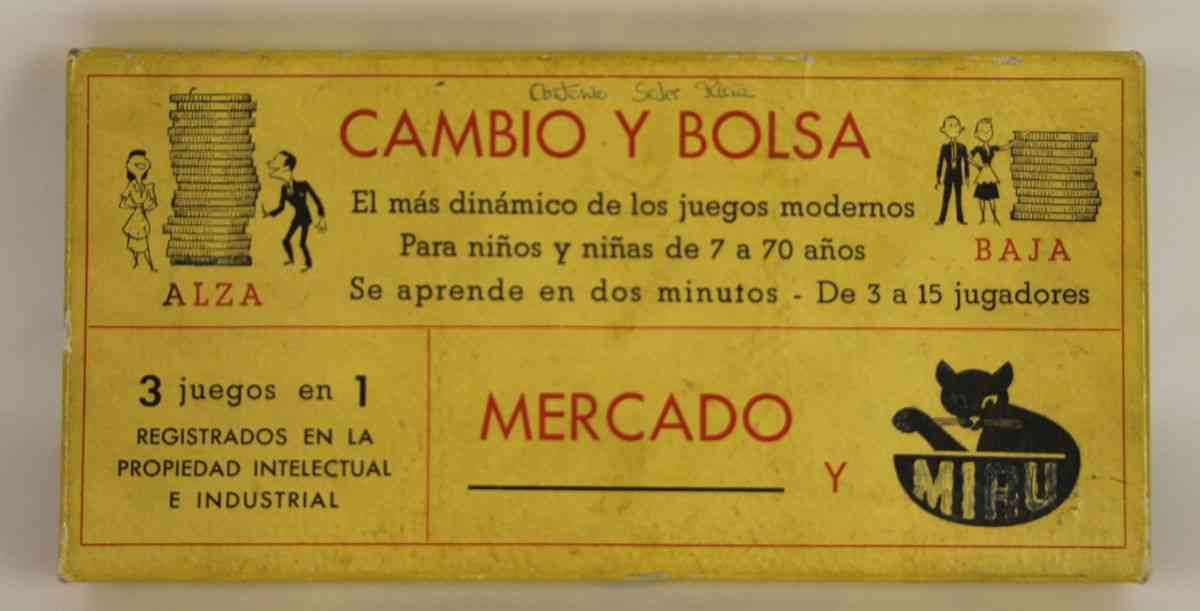 Soler
CAMBIO Y BOLSA
El más dinámico de los juegos modernos
Para niños y niñas de 7 a 70 años
Se aprende en dos minutos - De 3 a 15 jugadores
ALZA
BAJA
3 juegos en 1
REGISTRADOS EN LA
PROPIEDAD INTELECTUAL
E INDUSTRIAL
MERCADO
Y
MIAU